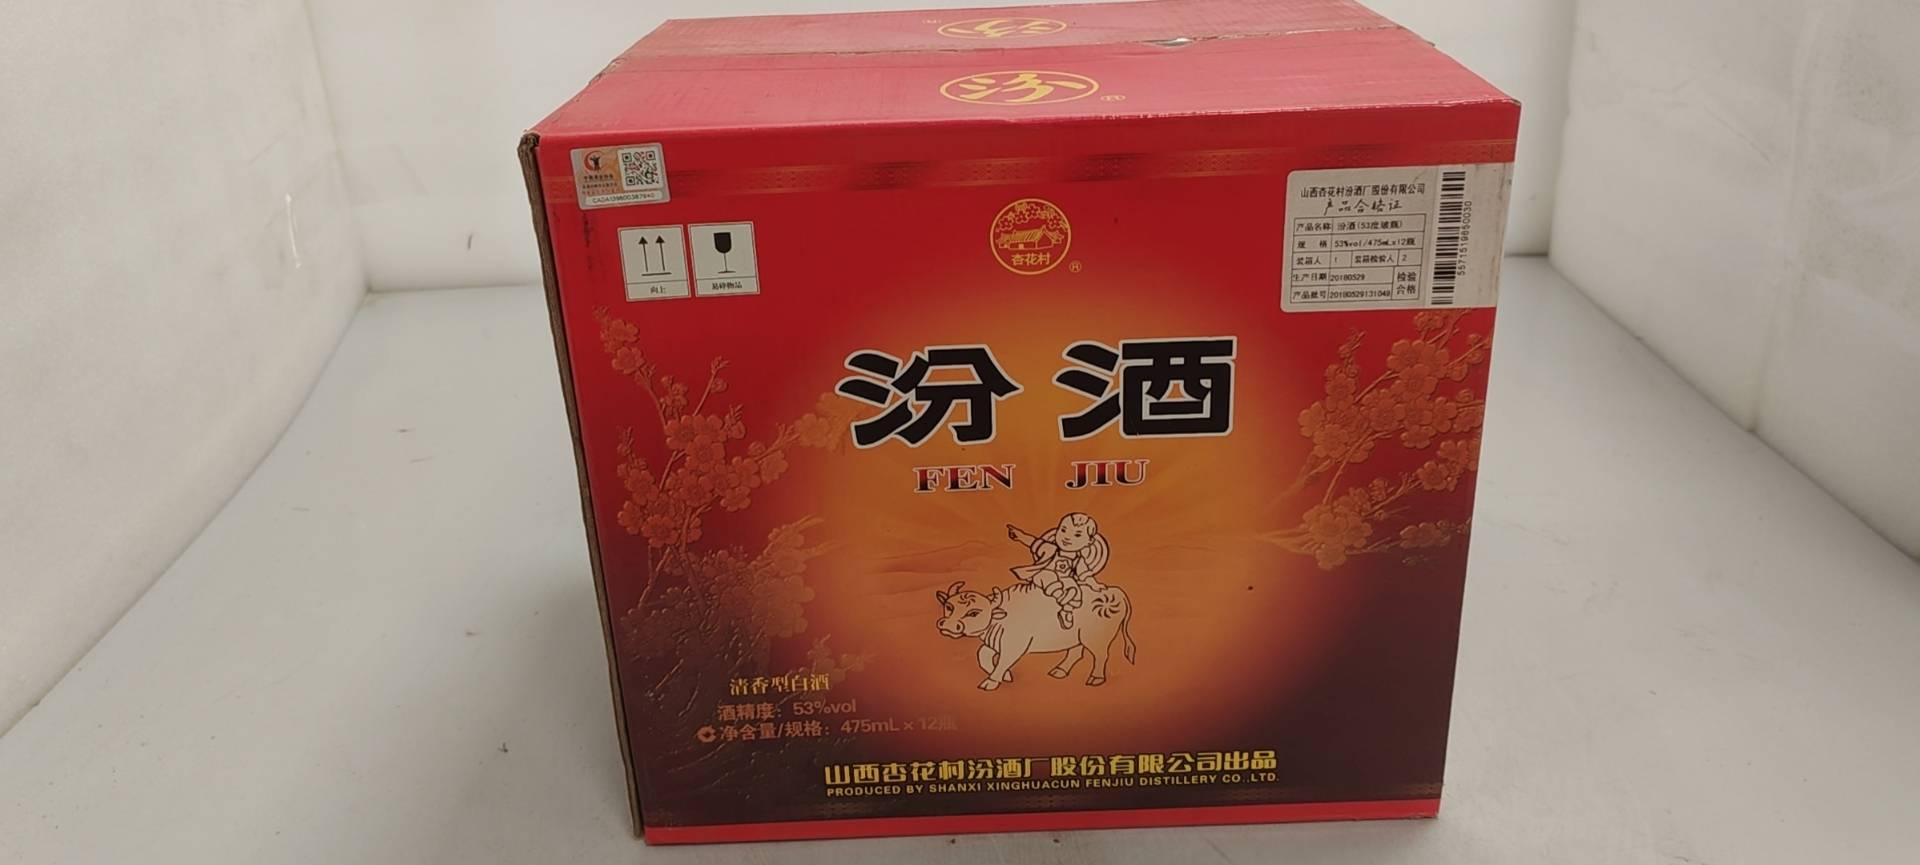 汾
汾
®
CADA1398003879
向上
易碎物品
杏花村
®
山西杏花村汾酒厂股份有限公司
产品合格证
产品名称 汾酒(53度玻瓶)
规 格 53%vol/475mL×12瓶
装箱人 1 装箱检验人 2
生产日期 20180529 检验
产品批号 20180529131049 合格
557151965
汾酒
FEN JIU
清香型白酒
酒精度：53%vol
净含量/规格：475mL×12瓶
山西杏花村汾酒厂股份有限公司出品
PRODUCED BY SHANXI XINGHUACUN FENJIU DISTILLERY CO.,LTD.